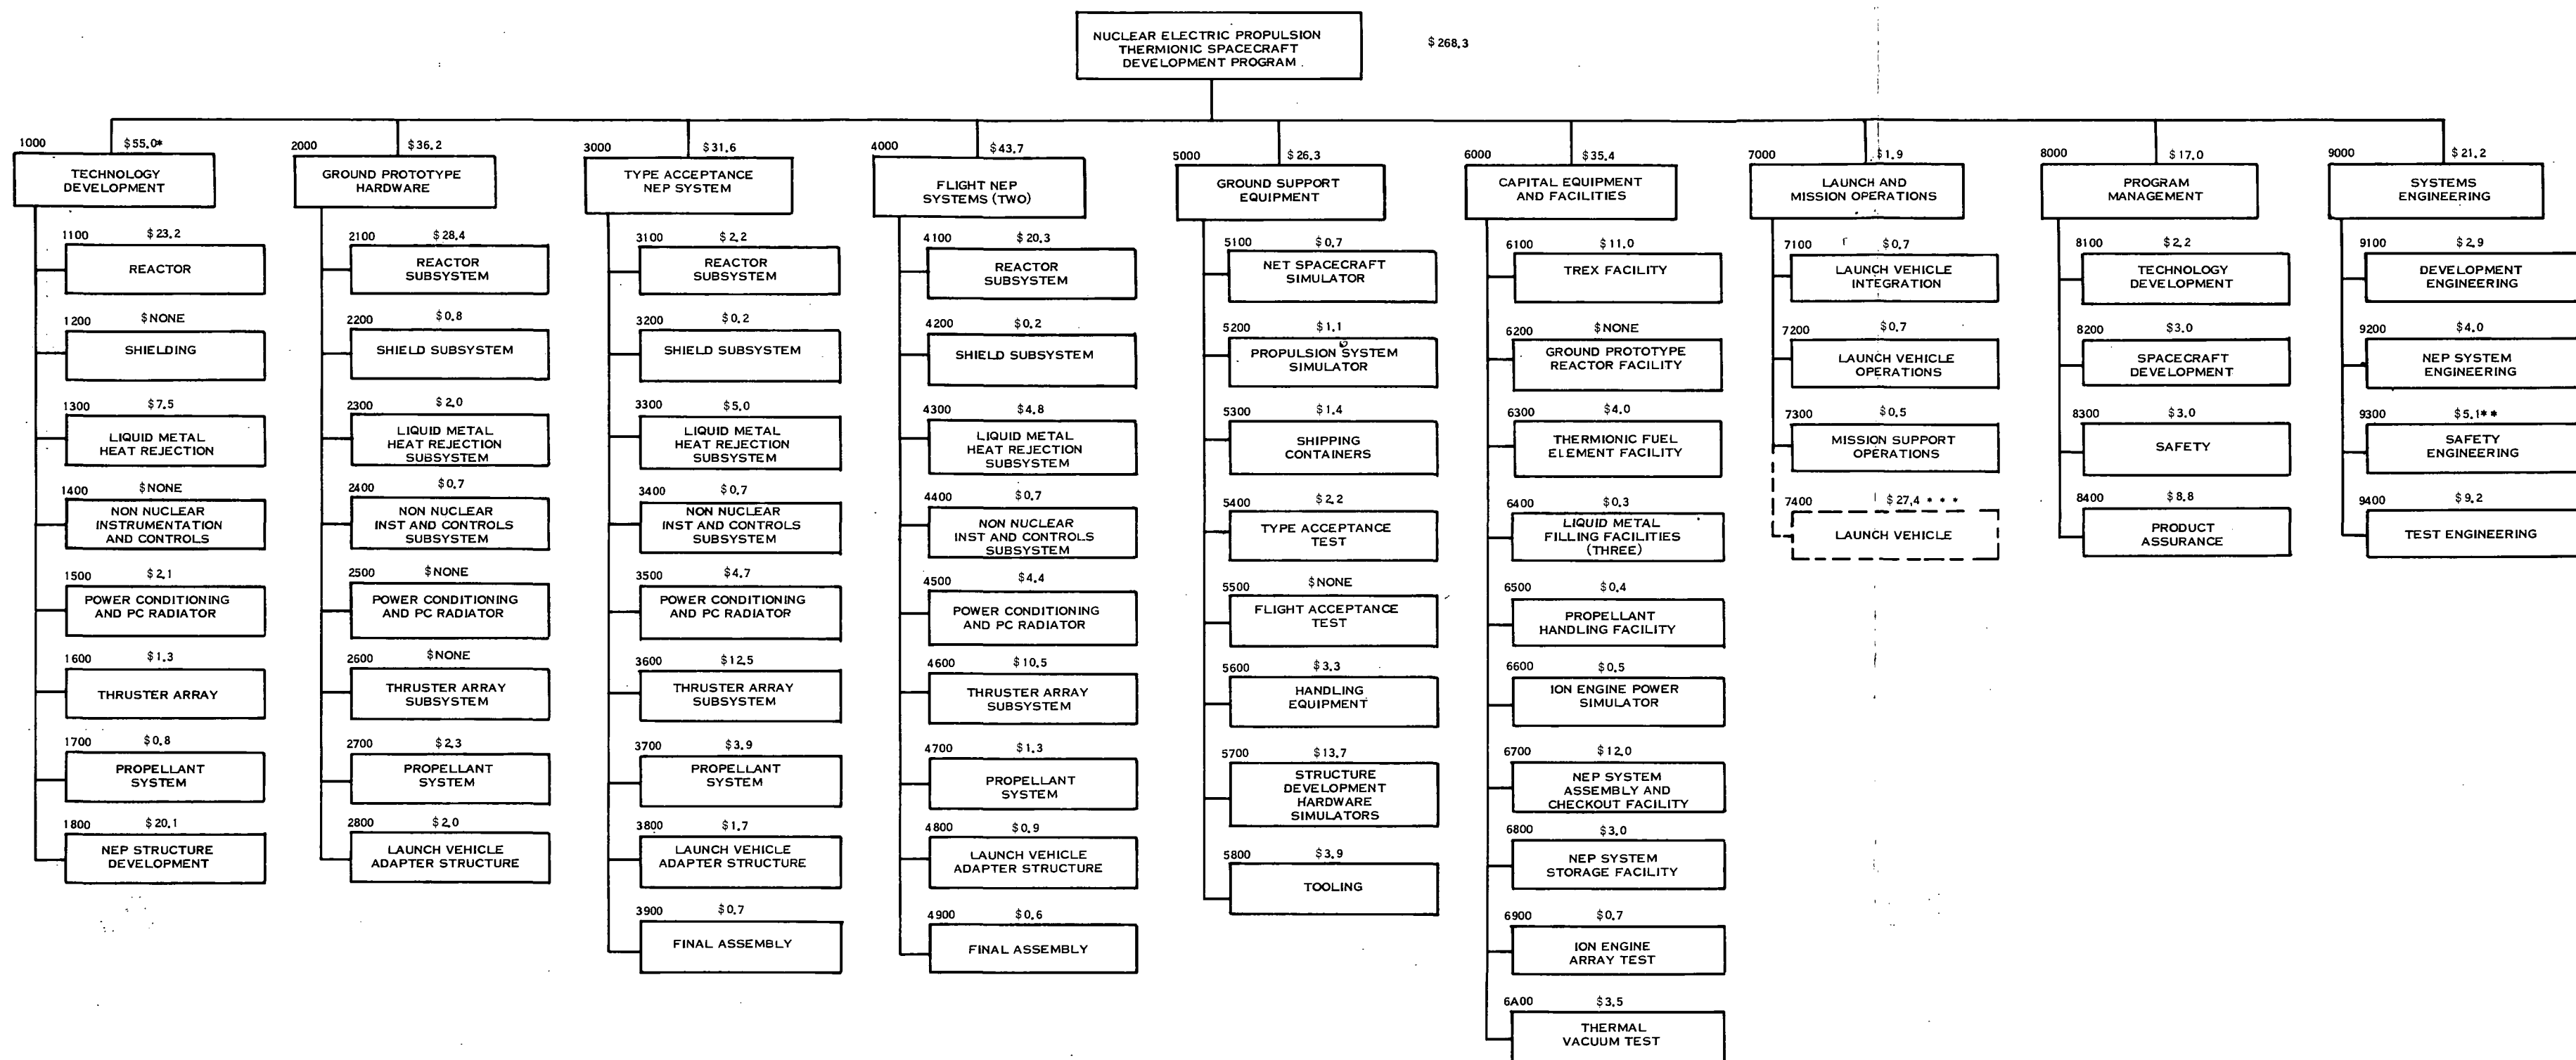 NUCLEAR ELECTRIC PROPULSION
THERMIONIC SPACECRAFT
DEVELOPMENT PROGRAM
$268.3
1000 $55.0*
TECHNOLOGY
DEVELOPMENT
1100 $23.2
REACTOR
1200 $NONE
SHIELDING
1300 $7.5
LIQUID METAL
HEAT REJECTION
1400 $NONE
NON NUCLEAR
INSTRUMENTATION
AND CONTROLS
1500 $2.1
POWER CONDITIONING
AND PC RADIATOR
1600 $1.3
THRUSTER ARRAY
1700 $0.8
PROPELLANT
SYSTEM
1800 $20.1
NEP STRUCTURE
DEVELOPMENT
2000 $36.2
GROUND PROTOTYPE
HARDWARE
2100 $28.4
REACTOR
SUBSYSTEM
2200 $0.8
SHIELD SUBSYSTEM
2300 $2.0
LIQUID METAL
HEAT REJECTION
SUBSYSTEM
2400 $0.7
NON NUCLEAR
INST AND CONTROLS
SUBSYSTEM
2500 $NONE
POWER CONDITIONING
AND PC RADIATOR
2600 $NONE
THRUSTER ARRAY
SUBSYSTEM
2700 $2.3
PROPELLANT
SYSTEM
2800 $2.0
LAUNCH VEHICLE
ADAPTER STRUCTURE
3000 $31.6
TYPE ACCEPTANCE
NEP SYSTEM
3100 $2.2
REACTOR
SUBSYSTEM
3200 $0.2
SHIELD SUBSYSTEM
3300 $5.0
LIQUID METAL
HEAT REJECTION
SUBSYSTEM
3400 $0.7
NON NUCLEAR
INST AND CONTROLS
SUBSYSTEM
3500 $4.7
POWER CONDITIONING
AND PC RADIATOR
3600 $12.5
THRUSTER ARRAY
SUBSYSTEM
3700 $3.9
PROPELLANT
SYSTEM
3800 $1.7
LAUNCH VEHICLE
ADAPTER STRUCTURE
3900 $0.7
FINAL ASSEMBLY
4000 $43.7
FLIGHT NEP
SYSTEMS (TWO)
4100 $20.3
REACTOR
SUBSYSTEM
4200 $0.2
SHIELD SUBSYSTEM
4300 $4.8
LIQUID METAL
HEAT REJECTION
SUBSYSTEM
4400 $0.7
NON NUCLEAR
INST AND CONTROLS
SUBSYSTEM
4500 $4.4
POWER CONDITIONING
AND PC RADIATOR
4600 $10.5
THRUSTER ARRAY
SUBSYSTEM
4700 $1.3
PROPELLANT
SYSTEM
4800 $0.9
LAUNCH VEHICLE
ADAPTER STRUCTURE
4900 $0.6
FINAL ASSEMBLY
5000 $26.3
GROUND SUPPORT
EQUIPMENT
5100 $0.7
NET SPACECRAFT
SIMULATOR
5200 $1.1
PROPULSION SYSTEM
SIMULATOR
5300 $1.4
SHIPPING
CONTAINERS
5400 $2.2
TYPE ACCEPTANCE
TEST
5500 $NONE
FLIGHT ACCEPTANCE
TEST
5600 $3.3
HANDLING
EQUIPMENT
5700 $13.7
STRUCTURE
DEVELOPMENT
HARDWARE
SIMULATORS
5800 $3.9
TOOLING
6000 $35.4
CAPITAL EQUIPMENT
AND FACILITIES
6100 $11.0
TREX FACILITY
6200 $NONE
GROUND PROTOTYPE
REACTOR FACILITY
6300 $4.0
THERMIONIC FUEL
ELEMENT FACILITY
6400 $0.3
LIQUID METAL
FILLING FACILITIES
(THREE)
6500 $0.4
PROPELLANT
HANDLING FACILITY
6600 $0.5
ION ENGINE POWER
SIMULATOR
6700 $12.0
NEP SYSTEM
ASSEMBLY AND
CHECKOUT FACILITY
6800 $3.0
NEP SYSTEM
STORAGE FACILITY
6900 $0.7
ION ENGINE
ARRAY TEST
6A00 $3.5
THERMAL
VACUUM TEST
7000 $1.9
LAUNCH AND
MISSION OPERATIONS
7100 $0.7
LAUNCH VEHICLE
INTEGRATION
7200 $0.7
LAUNCH VEHICLE
OPERATIONS
7300 $0.5
MISSION SUPPORT
OPERATIONS
7400 $27.4 * * *
LAUNCH VEHICLE
8000 $17.0
PROGRAM
MANAGEMENT
8100 $2.2
TECHNOLOGY
DEVELOPMENT
8200 $3.0
SPACECRAFT
DEVELOPMENT
8300 $3.0
SAFETY
8400 $8.8
PRODUCT
ASSURANCE
9000 $21.2
SYSTEMS
ENGINEERING
9100 $2.9
DEVELOPMENT
ENGINEERING
9200 $4.0
NEP SYSTEM
ENGINEERING
9300 $5.1**
SAFETY
ENGINEERING
9400 $9.2
TEST ENGINEERING